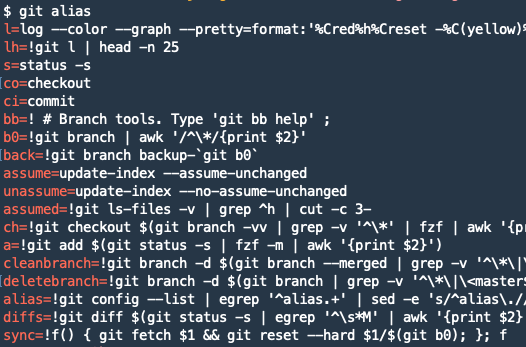 $ git alias
l=log --color --graph --pretty=format:'%Cred%h%Creset -%C(yellow)%
lh=!git l | head -n 25
s=status -s
co=checkout
ci=commit
bb=! # Branch tools. Type 'git bb help' ;
b0=!git branch | awk '/^\*/{print $2}'
back=!git branch backup-`git b0`
assume=update-index --assume-unchanged
unassume=update-index --no-assume-unchanged
assumed=!git ls-files -v | grep ^h | cut -c 3-
ch=!git checkout $(git branch -vv | grep -v '^\*' | fzf | awk '{p
a=!git add $(git status -s | fzf -m | awk '{print $2}')
cleanbranch=!git branch -d $(git branch --merged | grep -v '^\*\|\
deletebranch=!git branch -d $(git branch | grep -v '^\*\|\<masters
alias=!git config --list | egrep '^alias.+' | sed -e 's/^alias\./
diffs=!git diff $(git status -s | egrep '^\s*M' | awk '{print $2}
sync=!f() { git fetch $1 && git reset --hard $1/$(git b0); }; f